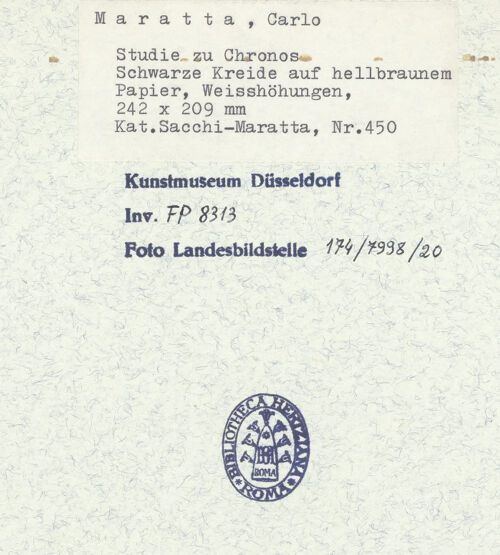 M a r a t t a , Carlo
Studie zu Chronos
Schwarze Kreide auf hellbraunem
Papier, Weisshöhungen,
242 x 209 mm
Kat.Sacchi-Maratta, Nr.450
Kunstmuseum Düsseldorf
Inv. FP 8313
Foto Landesbildstelle 174/7998/20
BIBLIOTHECA HERTZIANA
ROMA
ROMA